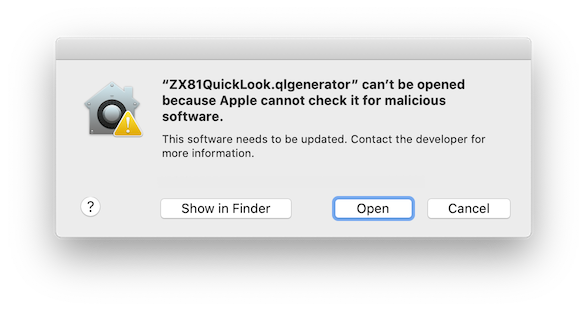 “ZX81QuickLook.qlgenerator” can’t be opened
because Apple cannot check it for malicious
software.
This software needs to be updated. Contact the developer for
more information.
?
Show in Finder
Open
Cancel